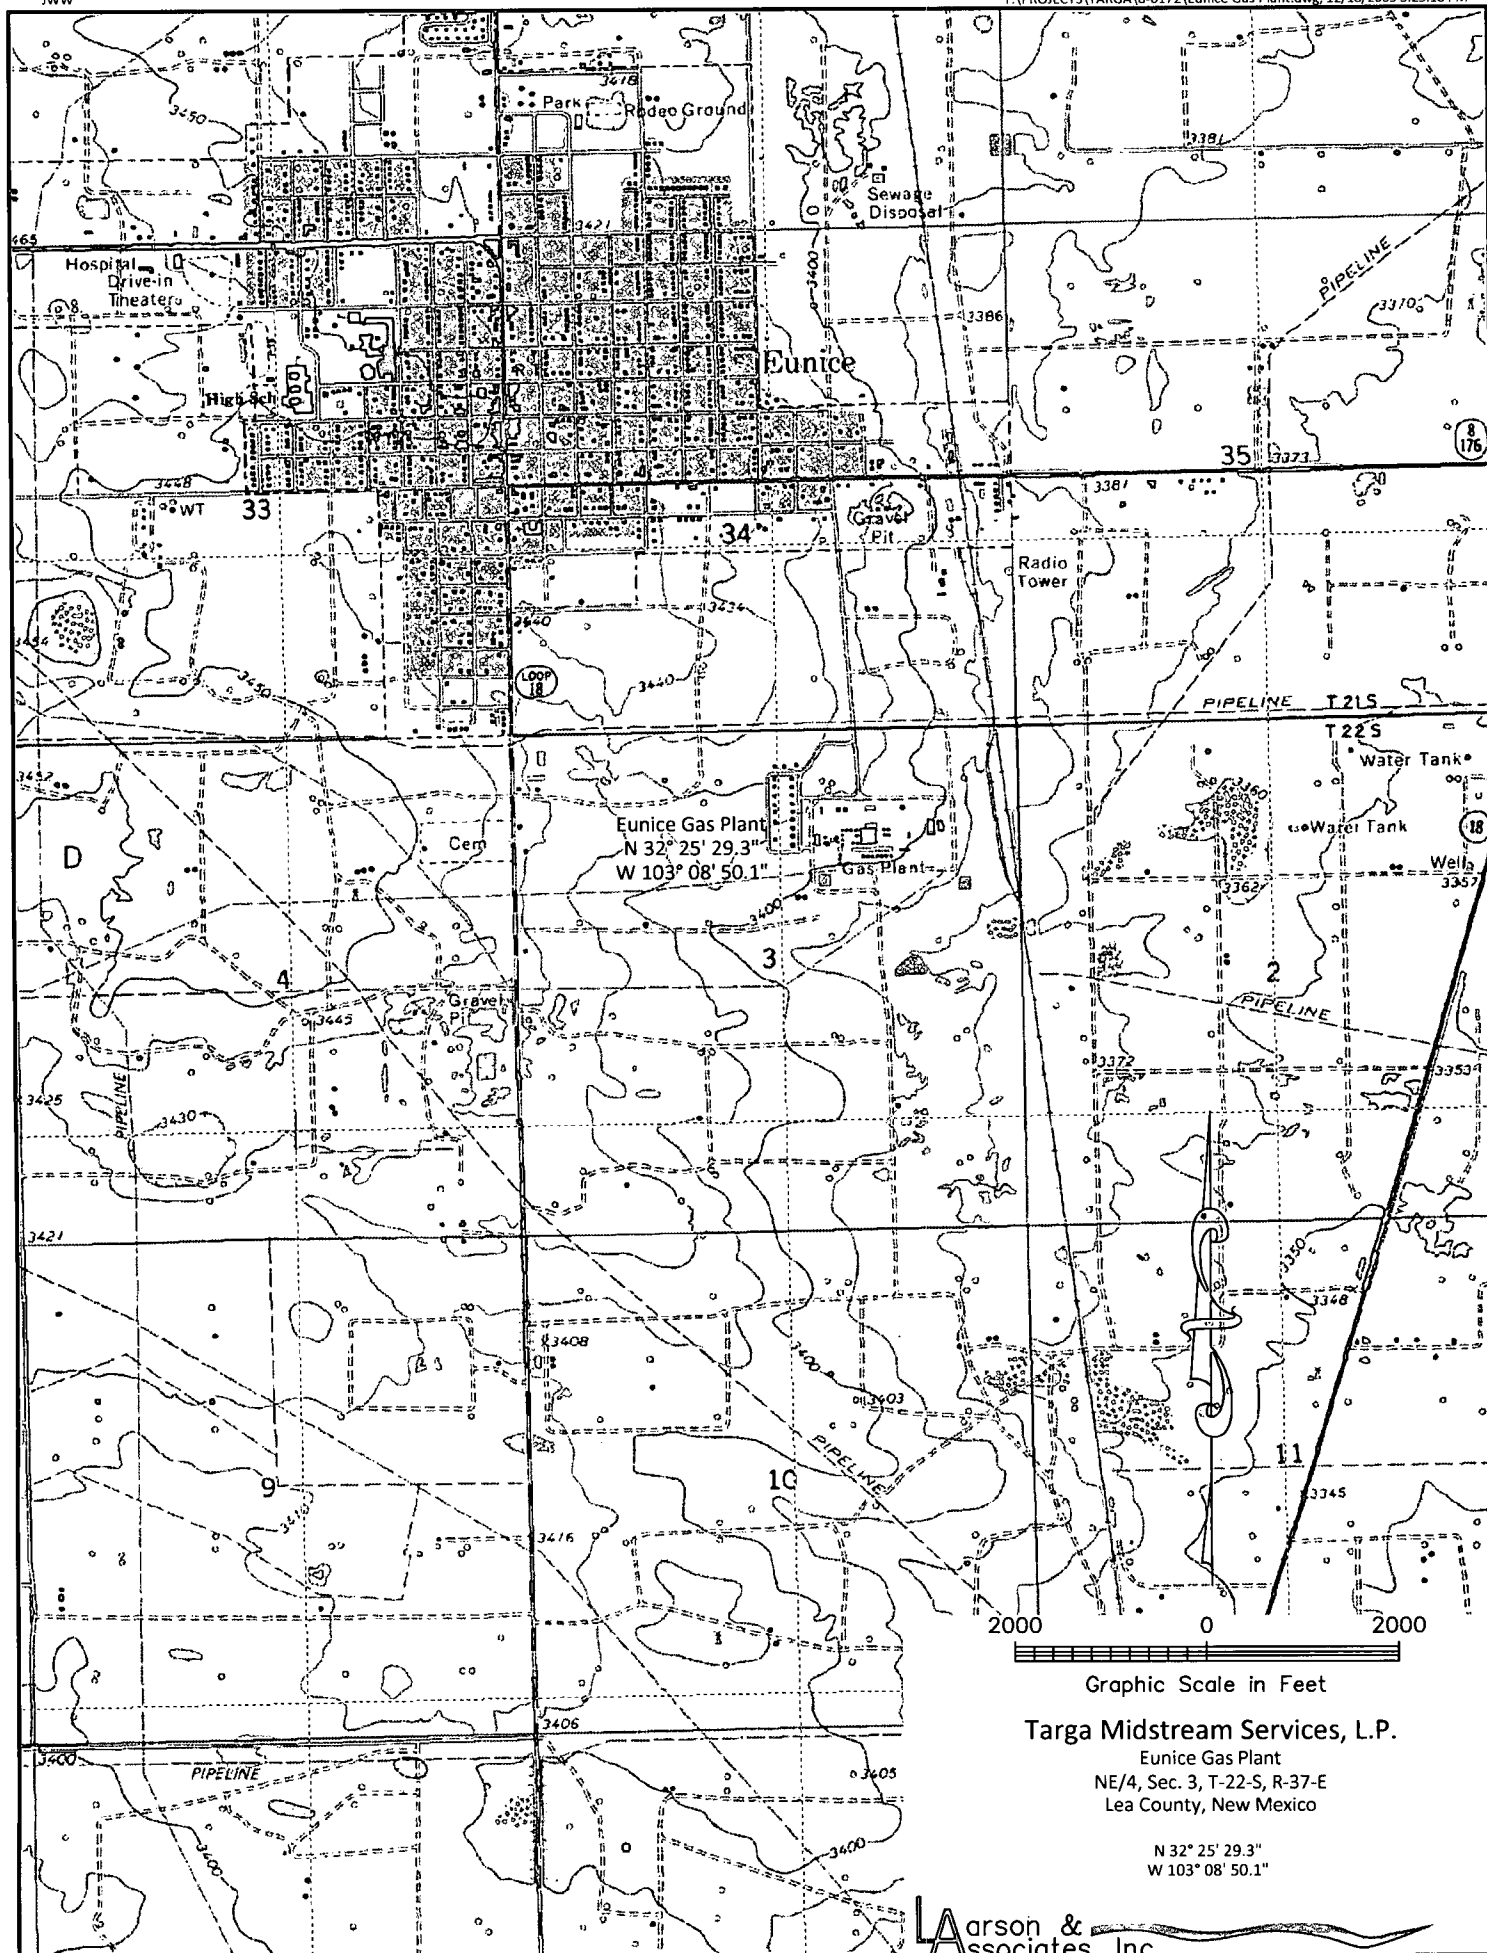 JWW
3418
Park
Rodeo Ground
3450
3381
Sewage
Disposal
3421
465
Hospital
Drive-in
Theater
3400
PIPELINE
3370
3386
Eunice
High Sch
8
176
35
3373
3448
3381
WT
33
Gravel
Pit
34
Radio
Tower
3434
3440
3454
LOOP
18
3450
3440
PIPELINE
T 21 S
T 22 S
Water Tank
3452
3360
Eunice Gas Plant
N 32° 25' 29.3"
W 103° 08' 50.1"
Water Tank
18
Cem
D
Gas Plant
Well
3362
3357
3400
3
4
2
Gravel
Pit
PIPELINE
3445
3372
3353
PIPELINE
3425
3430
3421
3350
3348
3408
3400
3403
PIPELINE
9
10
11
3345
3416
2000 0 2000
Graphic Scale in Feet
3406
Targa Midstream Services, L.P.
3400
Eunice Gas Plant
PIPELINE
3405
NE/4, Sec. 3, T-22-S, R-37-E
Lea County, New Mexico
3400
3400
N 32° 25' 29.3"
W 103° 08' 50.1"
Larson &
Associates, Inc.